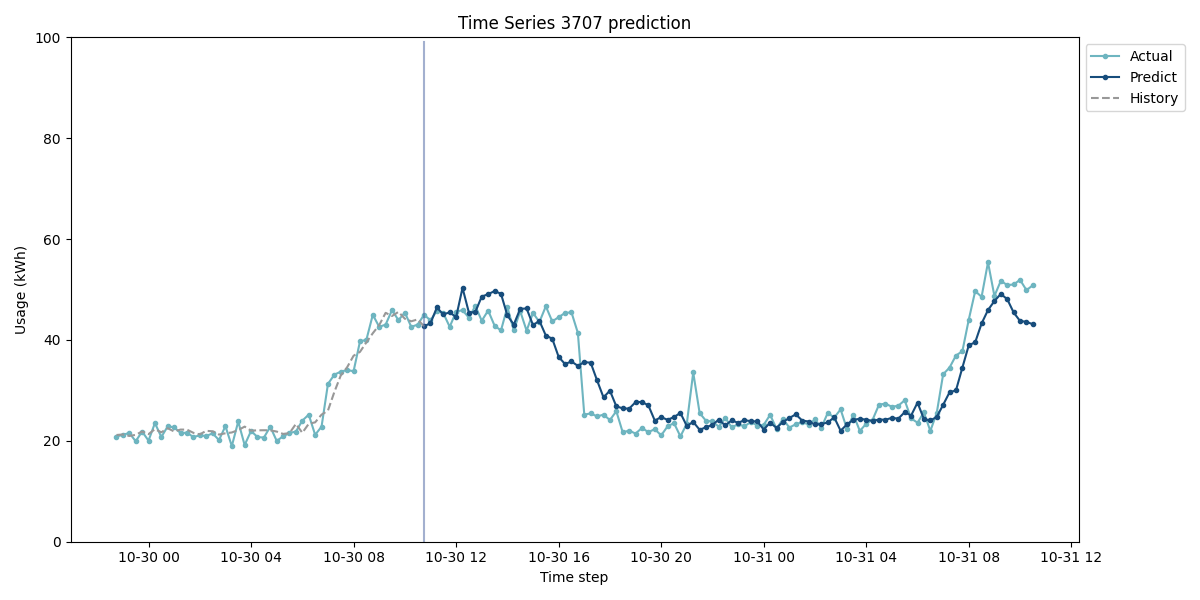 Time Series 3707 prediction
100
80
60
40
20
0
Usage (kWh)
10-30 00 10-30 04 10-30 08 10-30 12 10-30 16 10-30 20 10-31 00 10-31 04 10-31 08 10-31 12
Time step
Actual
Predict
History